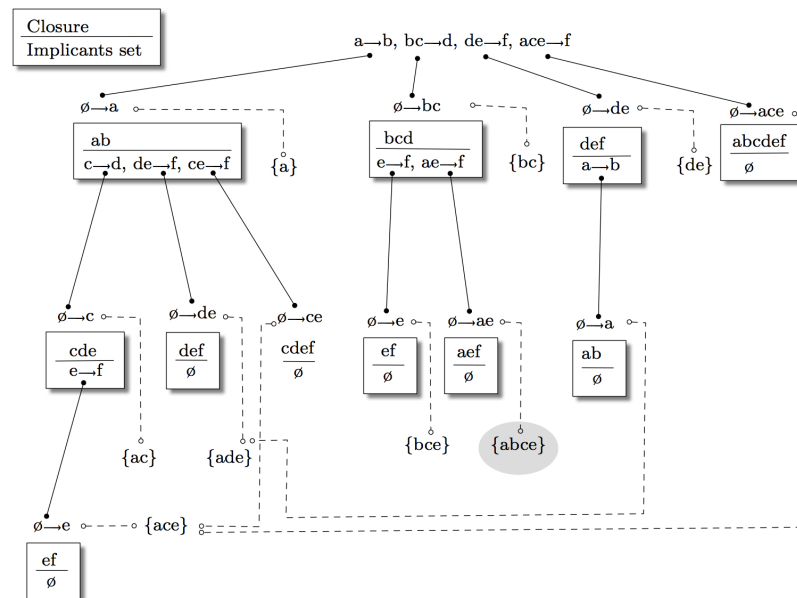 Closure
Implicants set
a→b, bc→d, de→f, ace→f
ø→a
ø→bc
ø→de
ø→ace
ab
c→d, de→f, ce→f
{a}
bcd
e→f, ae→f
{bc}
def
a→b
{de}
abcdef
ø
ø→c
ø→de
ø→ce
ø→e
ø→ae
ø→a
cde
e→f
def
ø
cdef
ø
ef
ø
aef
ø
ab
ø
{ac}
{ade}
{bce}
{abce}
ø→e
{ace}
ef
ø